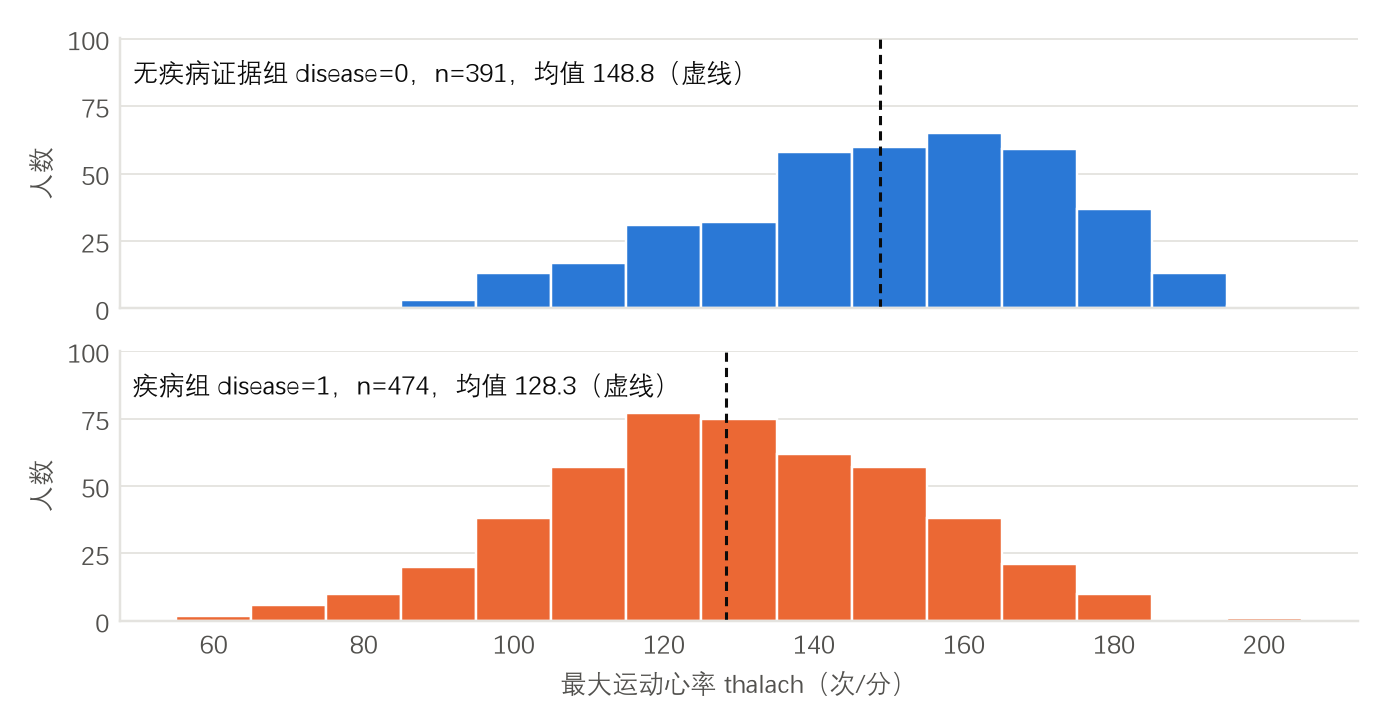 100
无疾病证据组 disease=0，n=391，均值 148.8（虚线）
75
50
25
0
人数
100
疾病组 disease=1，n=474，均值 128.3（虚线）
75
50
25
0
人数
60 80 100 120 140 160 180 200
最大运动心率 thalach（次/分）